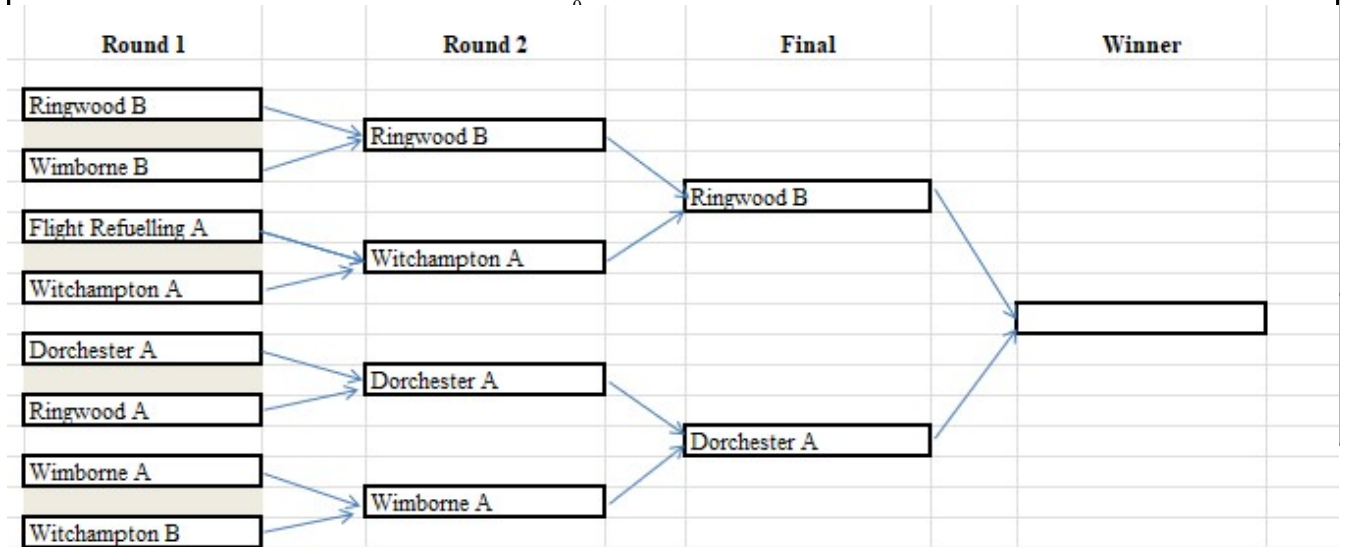 Round 1 Round 2 Final Winner
Ringwood B
Ringwood B
Wimborne B
Ringwood B
Flight Refuelling A
Witchampton A
Witchampton A
Dorchester A
Dorchester A
Ringwood A
Dorchester A
Wimborne A
Wimborne A
Witchampton B